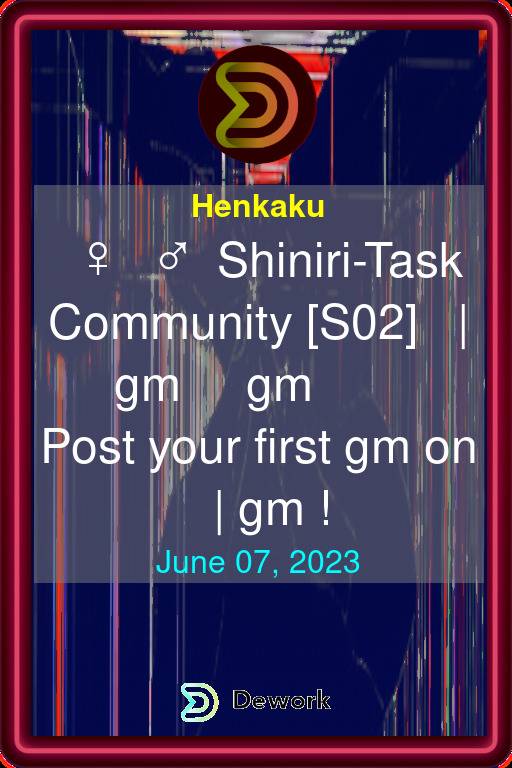 Henkaku
♀ ♂ Shiniri-Task
Community [S02] |
gm gm
Post your first gm on
| gm !
June 07, 2023
Dework